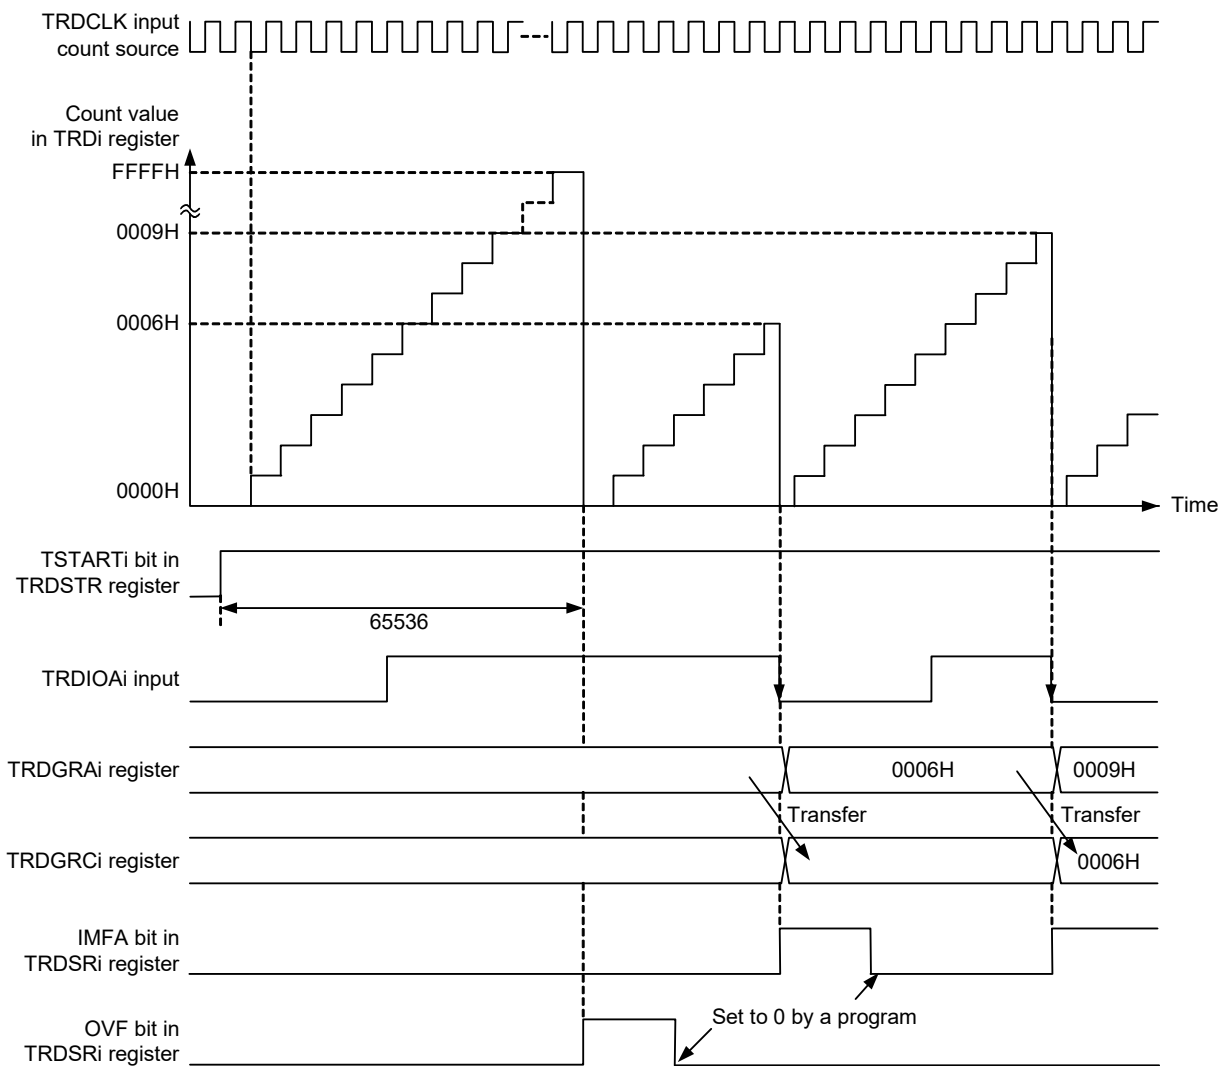 TRDCLK input
count source
Count value
in TRDi register
FFFFH
0009H
0006H
0000H
Time
TSTARTi bit in
TRDSTR register
65536
TRDIOAi input
TRDGRAi register
0006H
0009H
Transfer
Transfer
TRDGRCi register
0006H
IMFA bit in
TRDSRi register
Set to 0 by a program
OVF bit in
TRDSRi register